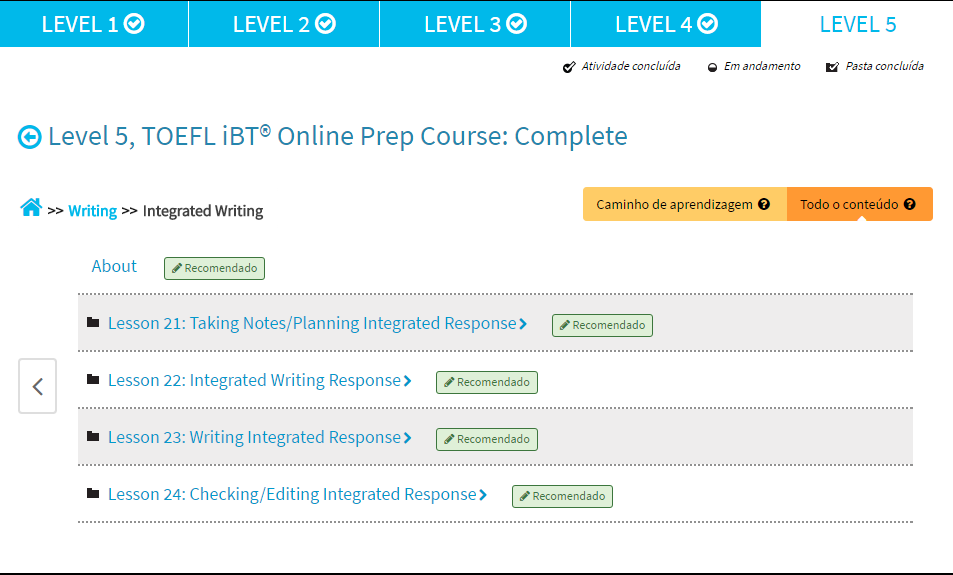 LEVEL 1 LEVEL 2 LEVEL 3 LEVEL 4 LEVEL 5
Atividade concluída Em andamento Pasta concluída
Level 5, TOEFL iBT® Online Prep Course: Complete
>> Writing >> Integrated Writing Caminho de aprendizagem Todo o conteúdo
About Recomendado
Lesson 21: Taking Notes/Planning Integrated Response Recomendado
Lesson 22: Integrated Writing Response Recomendado
Lesson 23: Writing Integrated Response Recomendado
Lesson 24: Checking/Editing Integrated Response Recomendado